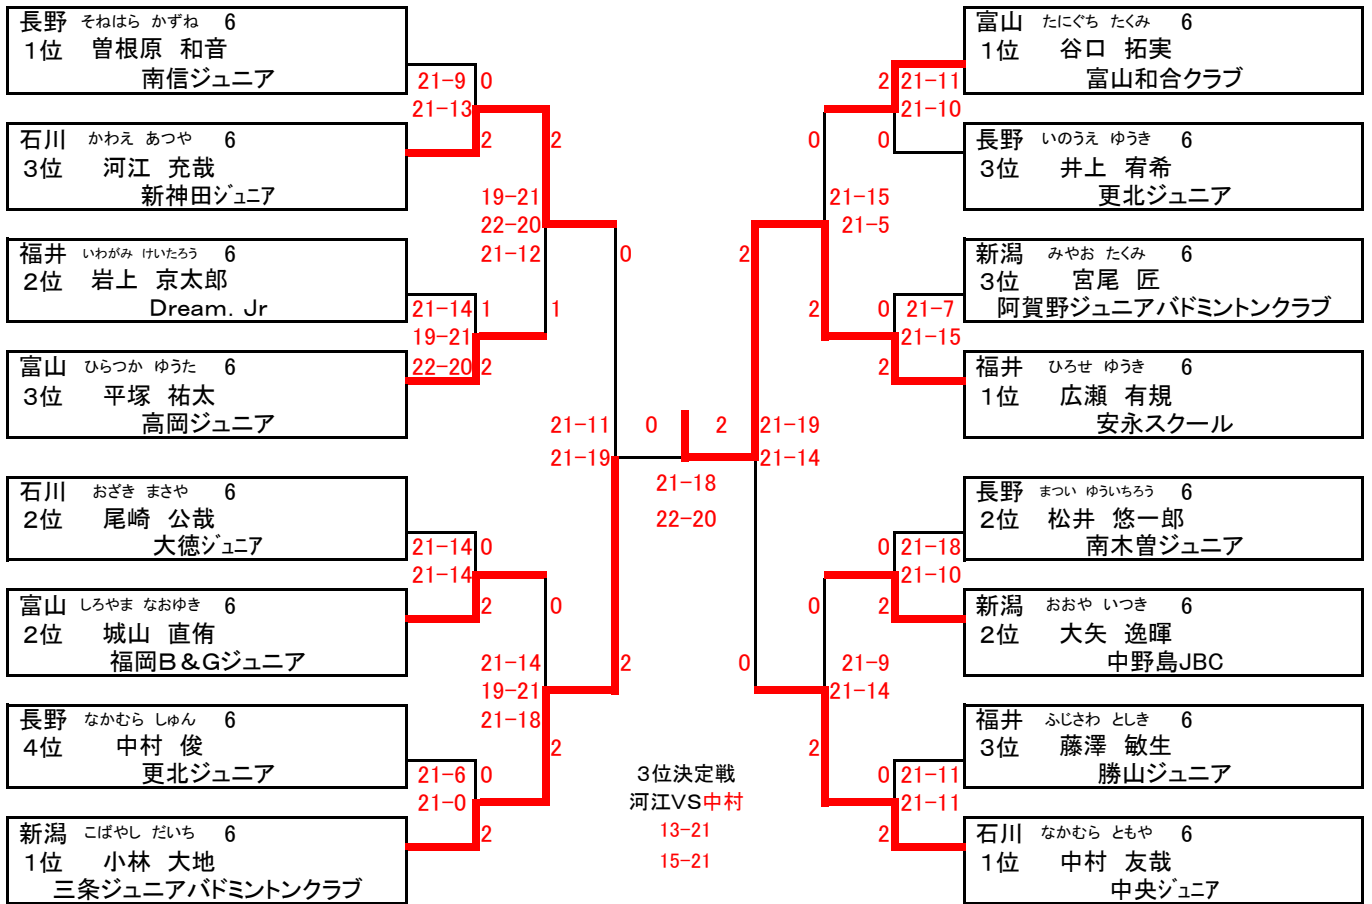 長野 そねはら かずね 6
1位 曽根原 和音
南信ジュニア
21-9 0
21-13
石川 かわえ あつや 6
2 2
3位 河江 充哉
新神田ジュニア
19-21
22-20
福井 いわがみ けいたろう 6
21-12 0
2位 岩上 京太郎
Dream. Jr
21-14 1 1
19-21
富山 ひらつか ゆうた 6
22-20 2
3位 平塚 祐太
高岡ジュニア
21-11
21-19
石川 おざき まさや 6
2位 尾崎 公哉
大徳ジュニア
21-14 0
21-14
富山 しろやま なおゆき 6
2 0
2位 城山 直侑
福岡B&Gジュニア
21-14 2
19-21
長野 なかむら しゅん 6
21-18
4位 中村 俊
2
更北ジュニア
21-6 0
21-0
新潟 こばやし だいち 6
2
1位 小林 大地
三条ジュニアバドミントンクラブ
0 2
21-18
22-20
3位決定戦
河江VS中村
13-21
15-21
富山 たにぐち たくみ 6
1位 谷口 拓実
富山和合クラブ
2 21-11
21-10
長野 いのうえ ゆうき 6
0 0
3位 井上 宥希
更北ジュニア
21-15
21-5
新潟 みやお たくみ 6
2
3位 宮尾 匠
阿賀野ジュニアバドミントンクラブ
2 0 21-7
21-15
福井 ひろせ ゆうき 6
2
1位 広瀬 有規
安永スクール
21-19
21-14
長野 まつい ゆういちろう 6
2位 松井 悠一郎
南木曽ジュニア
0 21-18
21-10
新潟 おおや いつき 6
0 2
2位 大矢 逸暉
中野島JBC
0 21-9
21-14
福井 ふじさわ としき 6
3位 藤澤 敏生
2
勝山ジュニア
0 21-11
21-11
石川 なかむら ともや 6
2
1位 中村 友哉
中央ジュニア